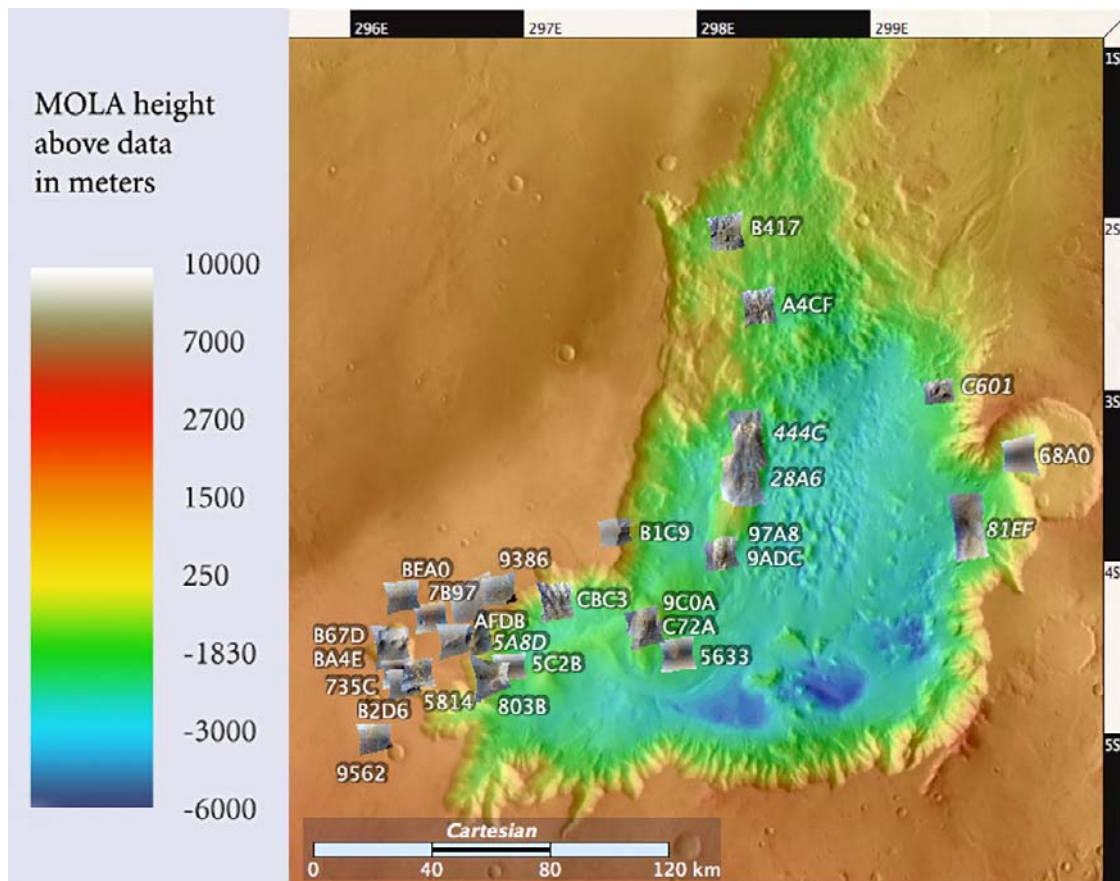 MOLA height
above data
in meters
10000
7000
2700
1500
250
-1830
-3000
-6000
296E
297E
298E
299E
1S
2S
3S
4S
5S
B417
A4CF
C601
444C
68A0
28A6
B1C9
97A8
81EF
9ADC
9386
BEA0
7B97
CBC3
9C0A
AFDB
C72A
B67D
5A8D
5633
BA4E
5C2B
735C
5814
803B
B2D6
9562
Cartesian
0 40 80 120 km